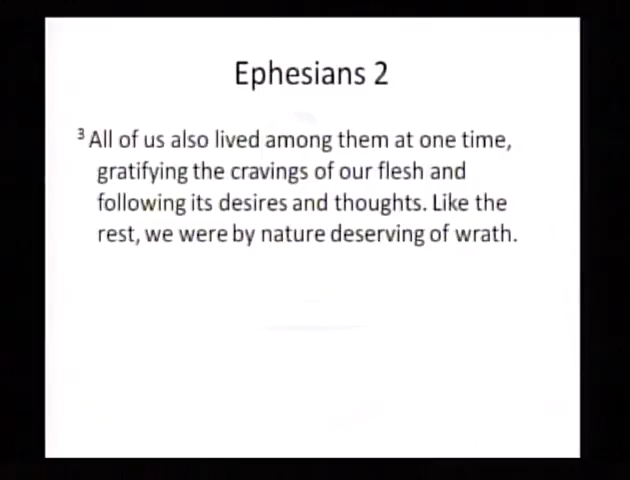 Ephesians 2
³ All of us also lived among them at one time,
gratifying the cravings of our flesh and
following its desires and thoughts. Like the
rest, we were by nature deserving of wrath.